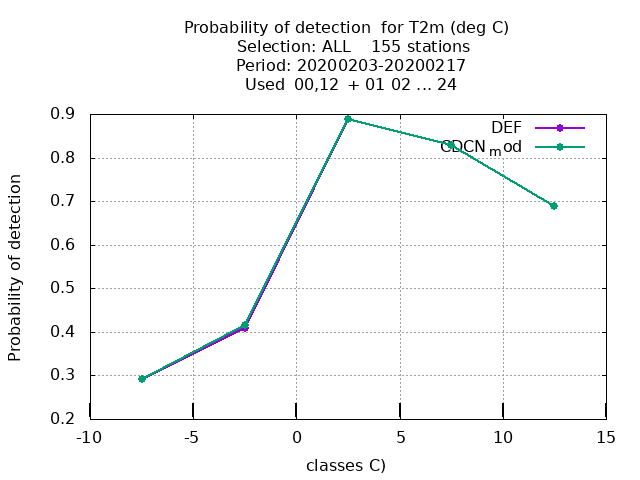 Probability of detection for T2m (deg C)
Selection: ALL 155 stations
Period: 20200203-20200217
Used 00,12 + 01 02 ... 24
Probability of detection
0.9
0.8
0.7
0.6
0.5
0.4
0.3
0.2
DEF
CDCNmod
-10
-5
0
5
10
15
classes C)